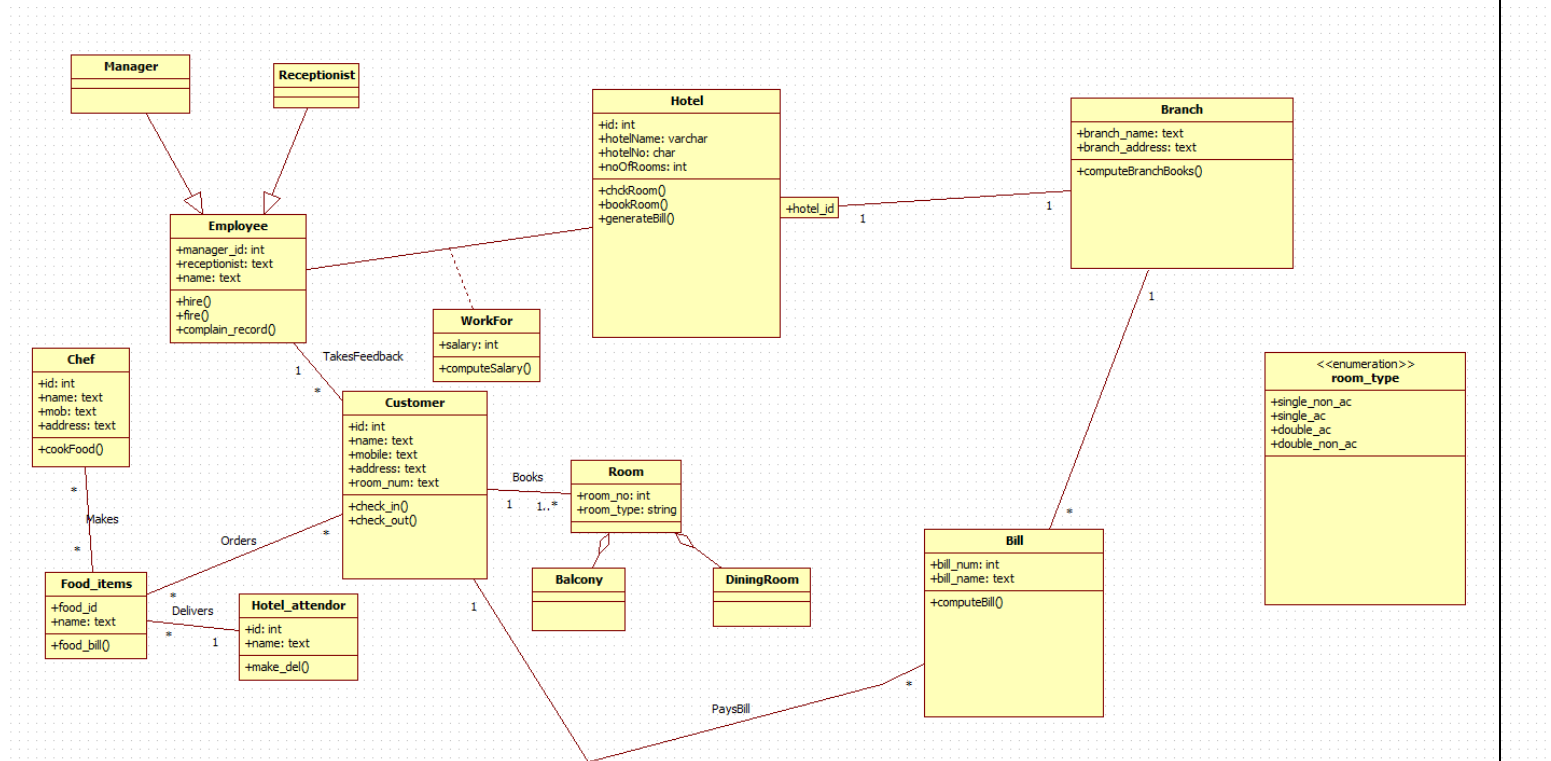 Manager
Receptionist
Hotel
+id: int
+hotelName: varchar
+hotelNo: char
+noOfRooms: int
+chckRoom()
+bookRoom()
+generateBill()
+hotel_id
1
1
Branch
+branch_name: text
+branch_address: text
+computeBranchBooks()
Employee
+manager_id: int
+receptionist: text
+name: text
+hire()
+fire()
+complain_record()
WorkFor
+salary: int
+computeSalary()
1
TakesFeedback
*
1
<<enumeration>>
room_type
+single_non_ac
+single_ac
+double_ac
+double_non_ac
Chef
+id: int
+name: text
+mob: text
+address: text
+cookFood()
Customer
+id: int
+name: text
+mobile: text
+address: text
+room_num: text
+check_in()
+check_out()
Books
1
1..*
Room
+room_no: int
+room_type: string
*
Makes
*
Orders
*
*
Balcony
DiningRoom
*
Bill
+bill_num: int
+bill_name: text
+computeBill()
Food_items
+food_id
+name: text
+food_bill()
Delivers
*
1
Hotel_attendor
+id: int
+name: text
+make_del()
1
PaysBill
*